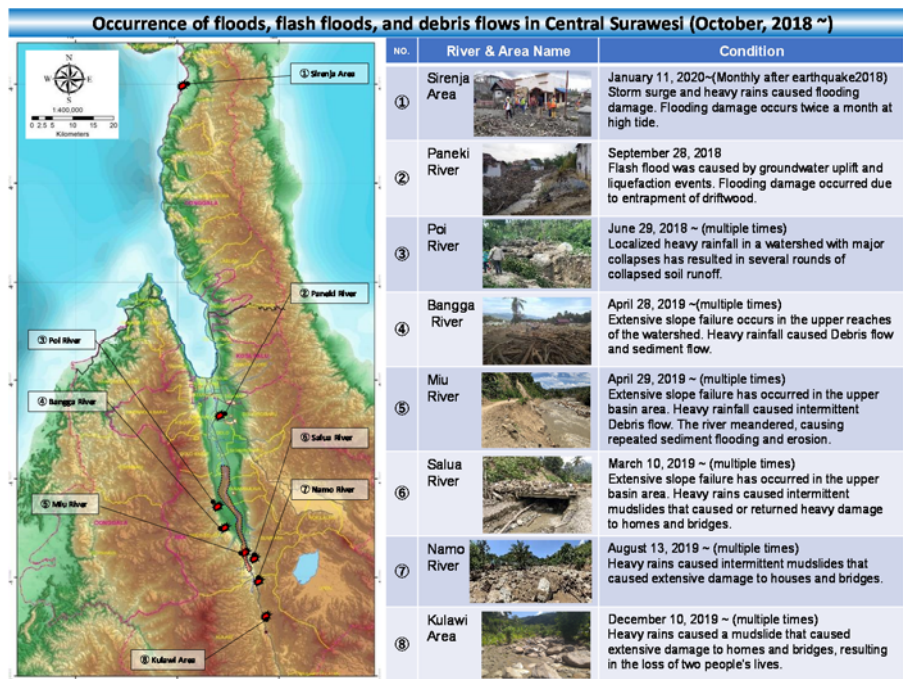 Occurrence of floods, flash floods, and debris flows in Central Surawesi (October, 2018 ~)
N
W
E
S
1:400,000
0 2.5 5 10 15 20
Kilometers
① Sirenja Area
② Paneki River
③ Poi River
④ Bangga River
⑥ Salua River
⑦ Namo River
⑤ Miu River
⑧ Kulawi Area
NO.
River & Area Name
Condition
①
Sirenja
Area
January 11, 2020~(Monthly after earthquake2018)
Storm surge and heavy rains caused flooding
damage. Flooding damage occurs twice a month at
high tide.
②
Paneki
River
September 28, 2018
Flash flood was caused by groundwater uplift and
liquefaction events. Flooding damage occurred due
to entrapment of driftwood.
③
Poi
River
June 29, 2018 ~ (multiple times)
Localized heavy rainfall in a watershed with major
collapses has resulted in several rounds of
collapsed soil runoff.
④
Bangga
River
April 28, 2019 ~(multiple times)
Extensive slope failure occurs in the upper reaches
of the watershed. Heavy rainfall caused Debris flow
and sediment flow.
⑤
Miu
River
April 29, 2019 ~ (multiple times)
Extensive slope failure has occurred in the upper
basin area. Heavy rainfall caused intermittent
Debris flow. The river meandered, causing
repeated sediment flooding and erosion.
⑥
Salua
River
March 10, 2019 ~ (multiple times)
Extensive slope failure has occurred in the upper
basin area. Heavy rains caused intermittent
mudslides that caused or returned heavy damage
to homes and bridges.
⑦
Namo
River
August 13, 2019 ~ (multiple times)
Heavy rains caused intermittent mudslides that
caused extensive damage to houses and bridges.
⑧
Kulawi
Area
December 10, 2019 ~ (multiple times)
Heavy rains caused a mudslide that caused
extensive damage to homes and bridges, resulting
in the loss of two people's lives.